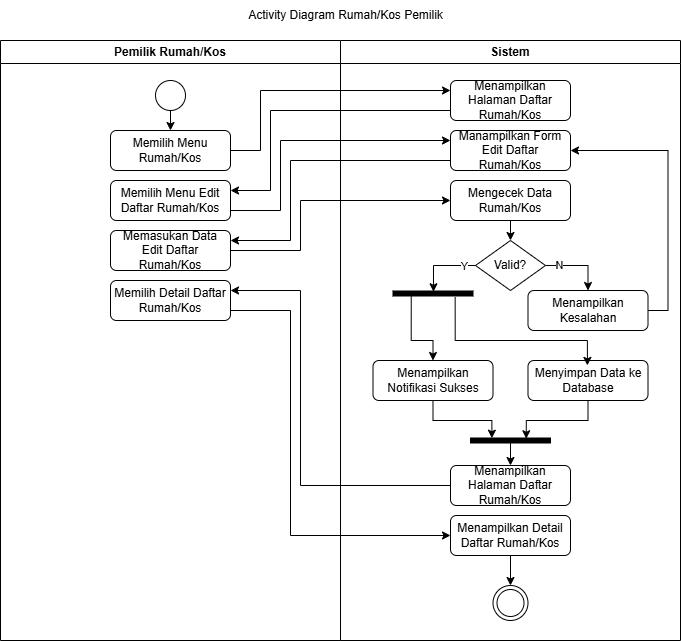 Activity Diagram Rumah/Kos Pemilik
Pemilik Rumah/Kos
Sistem
Menampilkan
Halaman Daftar
Rumah/Kos
Memilih Menu
Rumah/Kos
Manampilkan Form
Edit Daftar
Rumah/Kos
Memilih Menu Edit
Daftar Rumah/Kos
Mengecek Data
Rumah/Kos
Memasukan Data
Edit Daftar
Rumah/Kos
Valid?
Y
N
Memilih Detail Daftar
Rumah/Kos
Menampilkan
Kesalahan
Menampilkan
Notifikasi Sukses
Menyimpan Data ke
Database
Menampilkan
Halaman Daftar
Rumah/Kos
Menampilkan Detail
Daftar Rumah/Kos